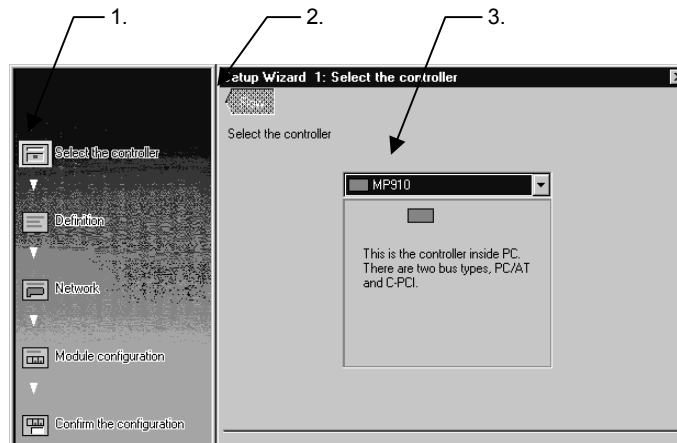 1.
2.
3.
Setup Wizard 1: Select the controller
Select the controller
Select the controller
MP910
Definition
This is the controller inside PC.
There are two bus types, PC/AT
and C-PCI.
Network
Module configuration
Confirm the configuration